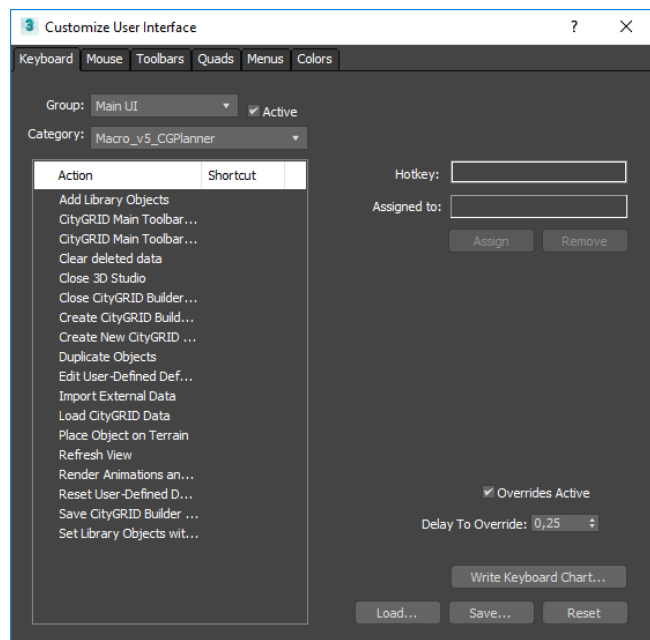 3 Customize User Interface ? ×
Keyboard Mouse Toolbars Quads Menus Colors
Group: Main UI Active
Category: Macro_v5_CGPlanner
Action Shortcut
Hotkey:
Assigned to:
Assign Remove
Add Library Objects
CityGRID Main Toolbar...
CityGRID Main Toolbar...
Clear deleted data
Close 3D Studio
Close CityGRID Builder...
Create CityGRID Build...
Create New CityGRID ...
Duplicate Objects
Edit User-Defined Def...
Import External Data
Load CityGRID Data
Place Object on Terrain
Refresh View
Render Animations an...
Reset User-Defined D...
Save CityGRID Builder ...
Set Library Objects wit...
Overrides Active
Delay To Override: 0,25
Write Keyboard Chart...
Load... Save... Reset